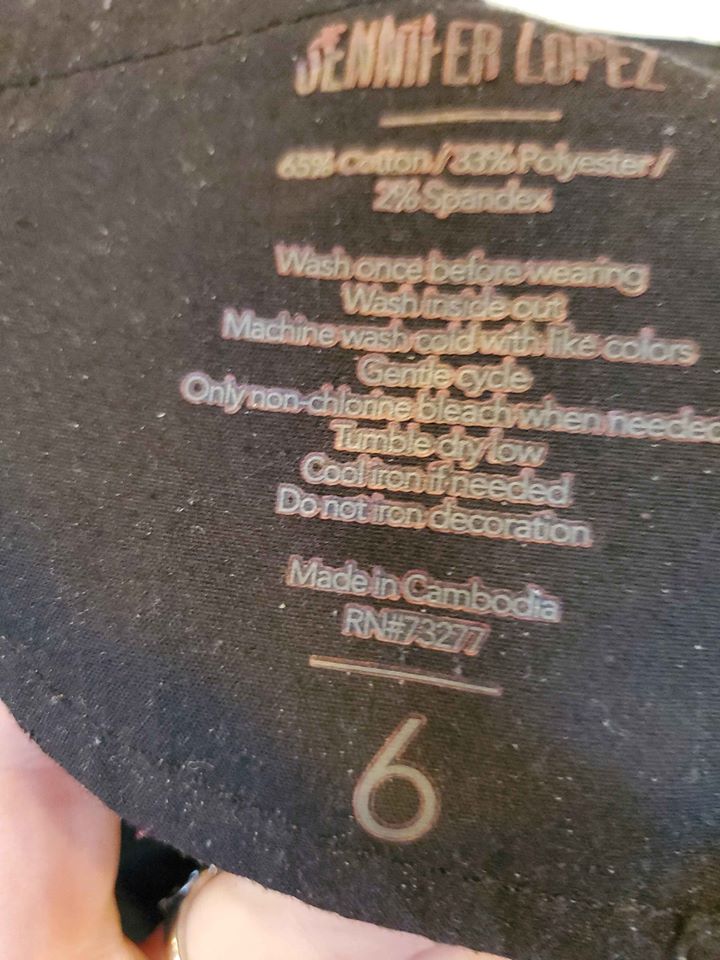 JENNIFER LOPEZ
65% Cotton / 33% Polyester /
2% Spandex
Wash once before wearing
Wash inside out
Machine wash cold with like colors
Gentle cycle
Only non-chlorine bleach when needed
Tumble dry low
Cool iron if needed
Do not iron decoration
Made in Cambodia
RN#73277
6